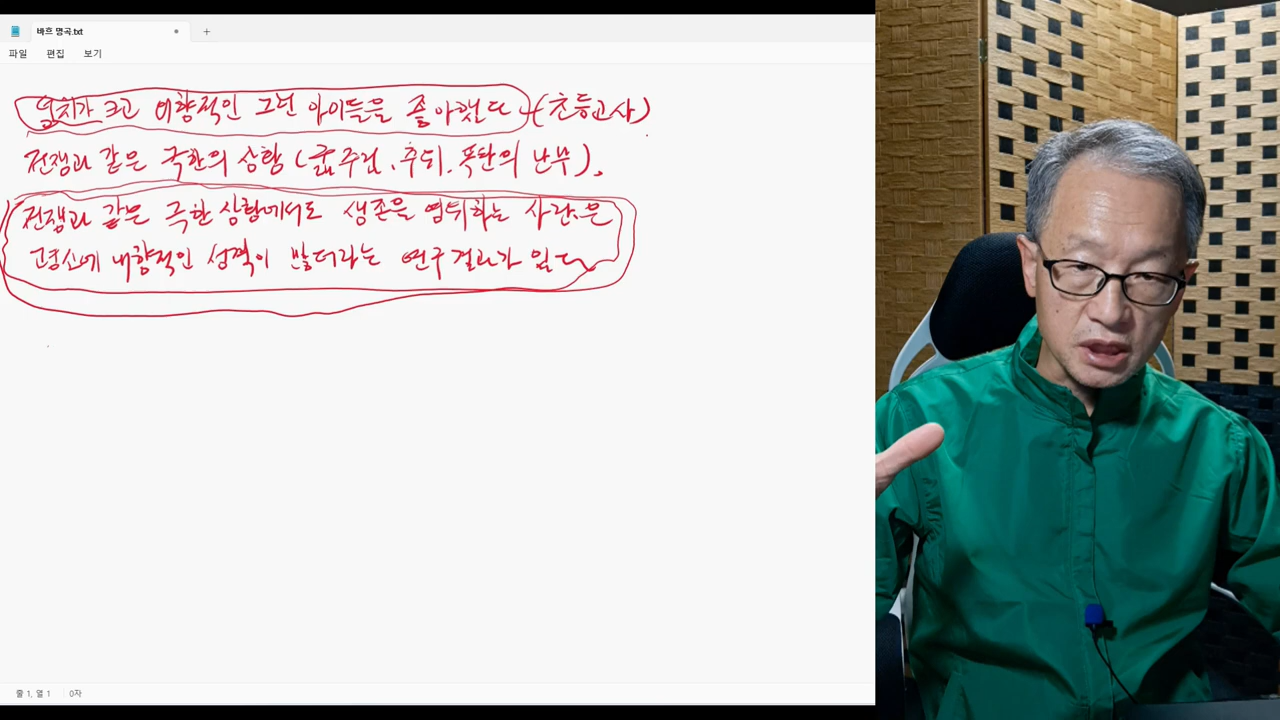 바흐 명곡.txt
파일 편집 보기
덩치가 크고 외향적인 그런 아이들을 좋아했다 (초등교사)
전쟁과 같은 극한의 상황 (굶주검, 추위, 폭탄의 난무).
전쟁과 같은 극한 상황에서도 생존을 영위하는 사람은
고령신에 내향적인 성격이 많더라는 연구결과가 있다
줄 1, 열 1 0자